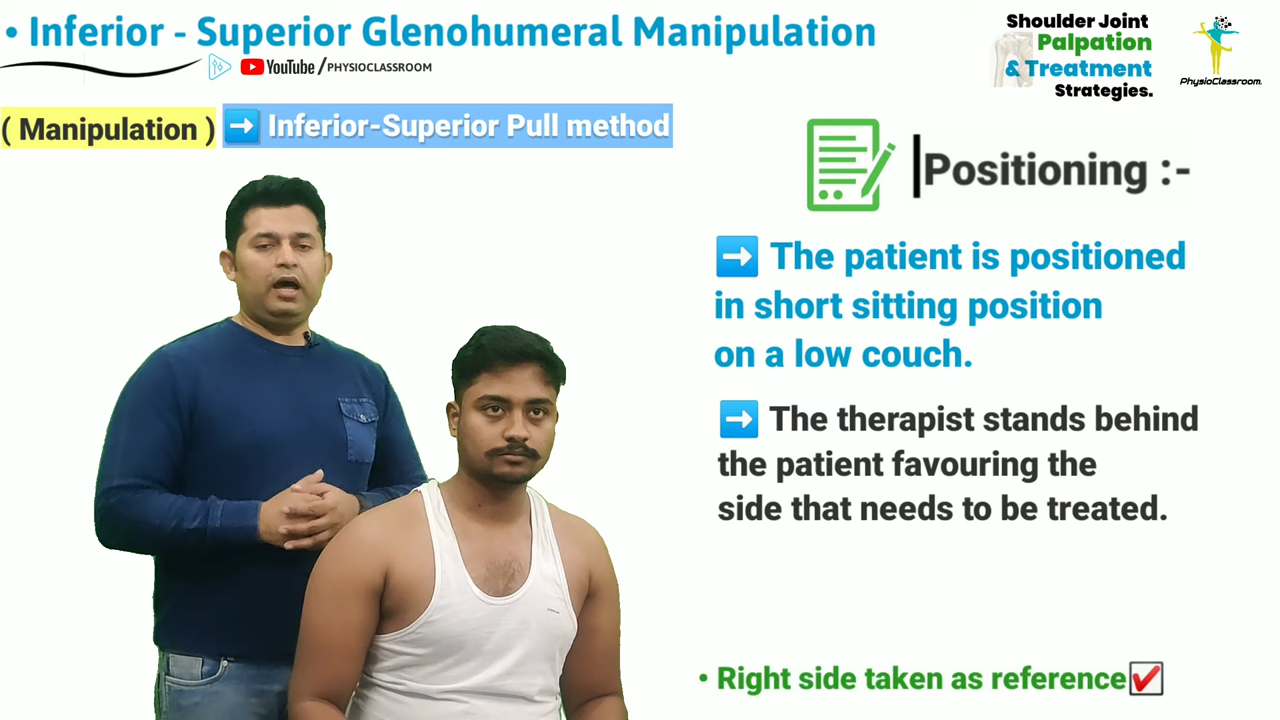 • Inferior - Superior Glenohumeral Manipulation
YouTube /PHYSIOCLASSROOM
Shoulder Joint
Palpation
& Treatment
Strategies.
PhysioClassroom.
( Manipulation ) ➡ Inferior-Superior Pull method
Positioning :-
➡ The patient is positioned
in short sitting position
on a low couch.
➡ The therapist stands behind
the patient favouring the
side that needs to be treated.
• Right side taken as reference